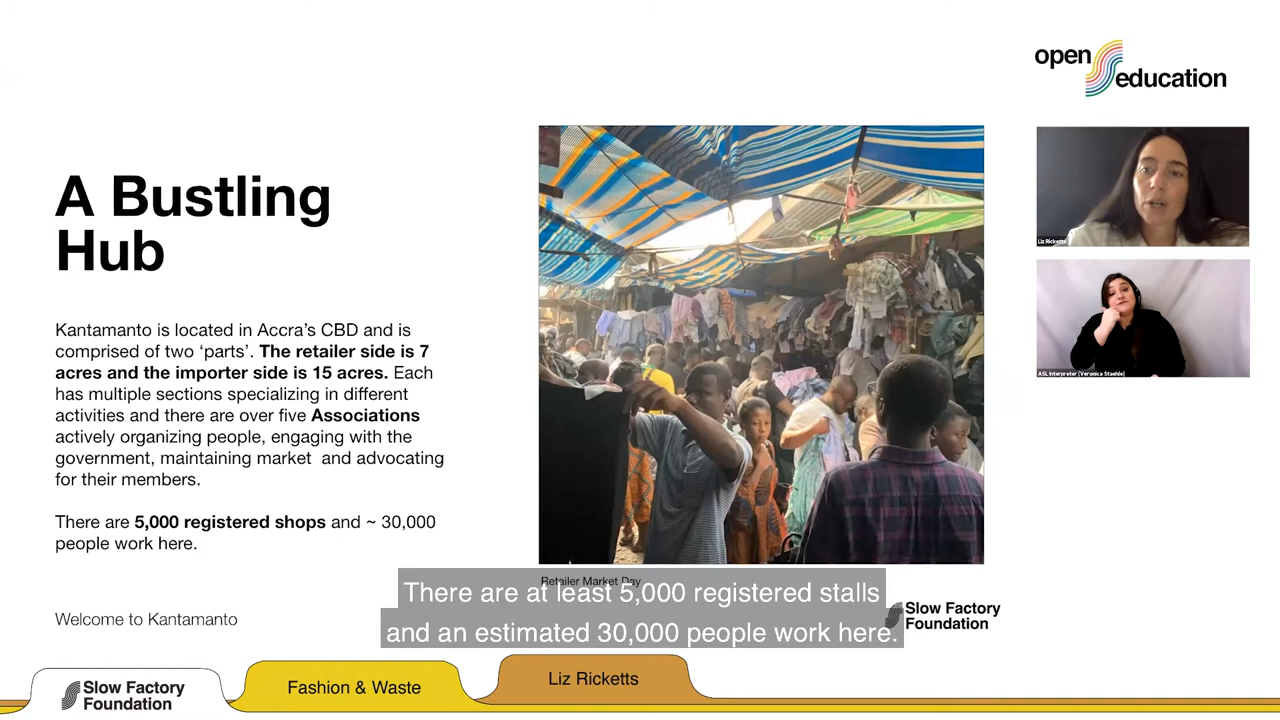 open
education
A Bustling
Hub
Kantamanto is located in Accra’s CBD and is
comprised of two ‘parts’. The retailer side is 7
acres and the importer side is 15 acres. Each
has multiple sections specializing in different
activities and there are over five Associations
actively organizing people, engaging with the
government, maintaining market  and advocating
for their members.
There are 5,000 registered shops and ~ 30,000
people work here.
Welcome to Kantamanto
Liz Ricketts
ASL Interpreter (Veronica Staehle)
Retailer Market Day
There are at least 5,000 registered stalls
and an estimated 30,000 people work here.
Slow Factory
Foundation
Slow Factory
Foundation
Fashion & Waste
Liz Ricketts